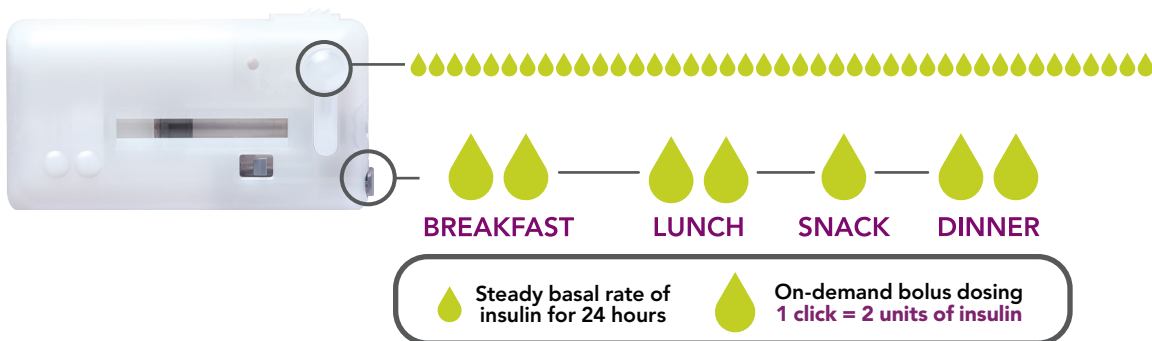 BREAKFAST
LUNCH
SNACK
DINNER
Steady basal rate of
insulin for 24 hours
On-demand bolus dosing
1 click = 2 units of insulin